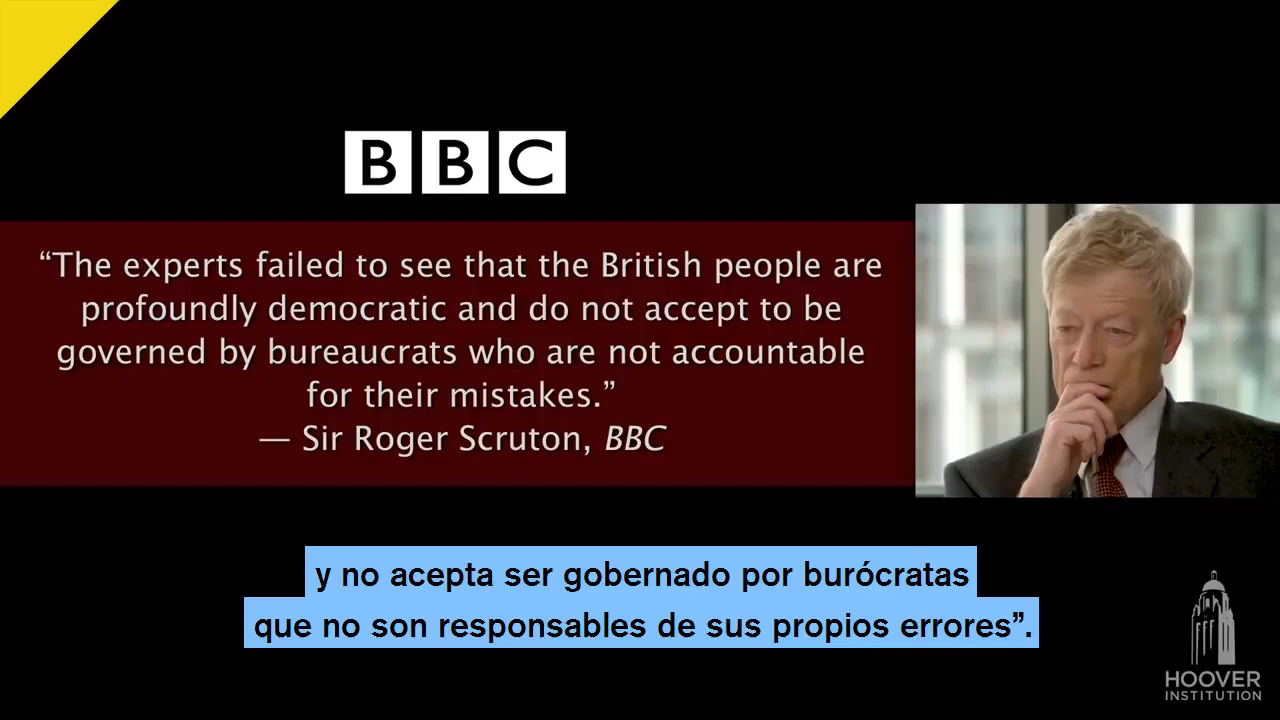 BBC
“The experts failed to see that the British people are
profoundly democratic and do not accept to be
governed by bureaucrats who are not accountable
for their mistakes.”
— Sir Roger Scruton, BBC
y no acepta ser gobernado por burócratas
que no son responsables de sus propios errores”.
HOOVER
INSTITUTION